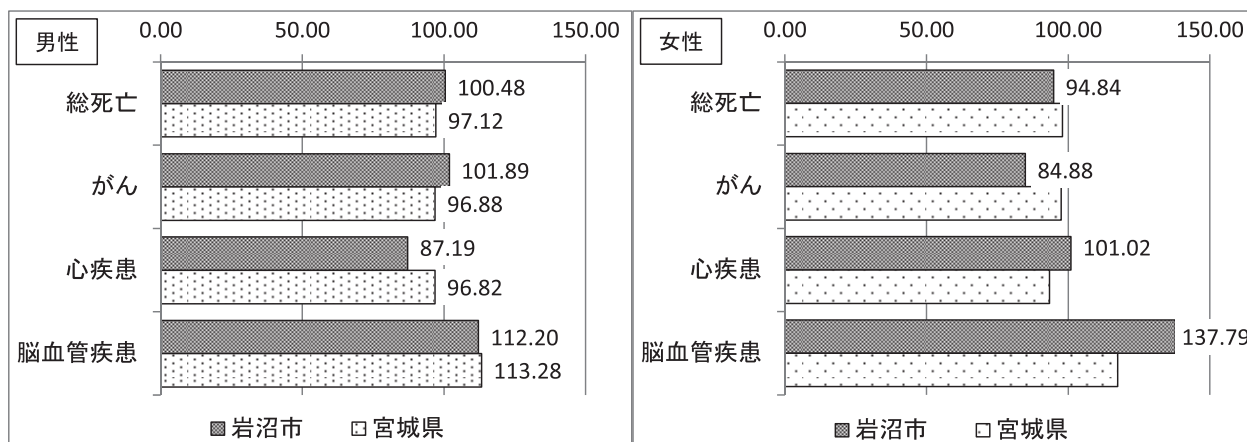 男性
0.00 50.00 100.00 150.00
総死亡
100.48
97.12
がん
101.89
96.88
心疾患
87.19
96.82
脳血管疾患
112.20
113.28
岩沼市 宮城県
女性
0.00 50.00 100.00 150.00
総死亡
94.84
がん
84.88
心疾患
101.02
脳血管疾患
137.79
岩沼市 宮城県